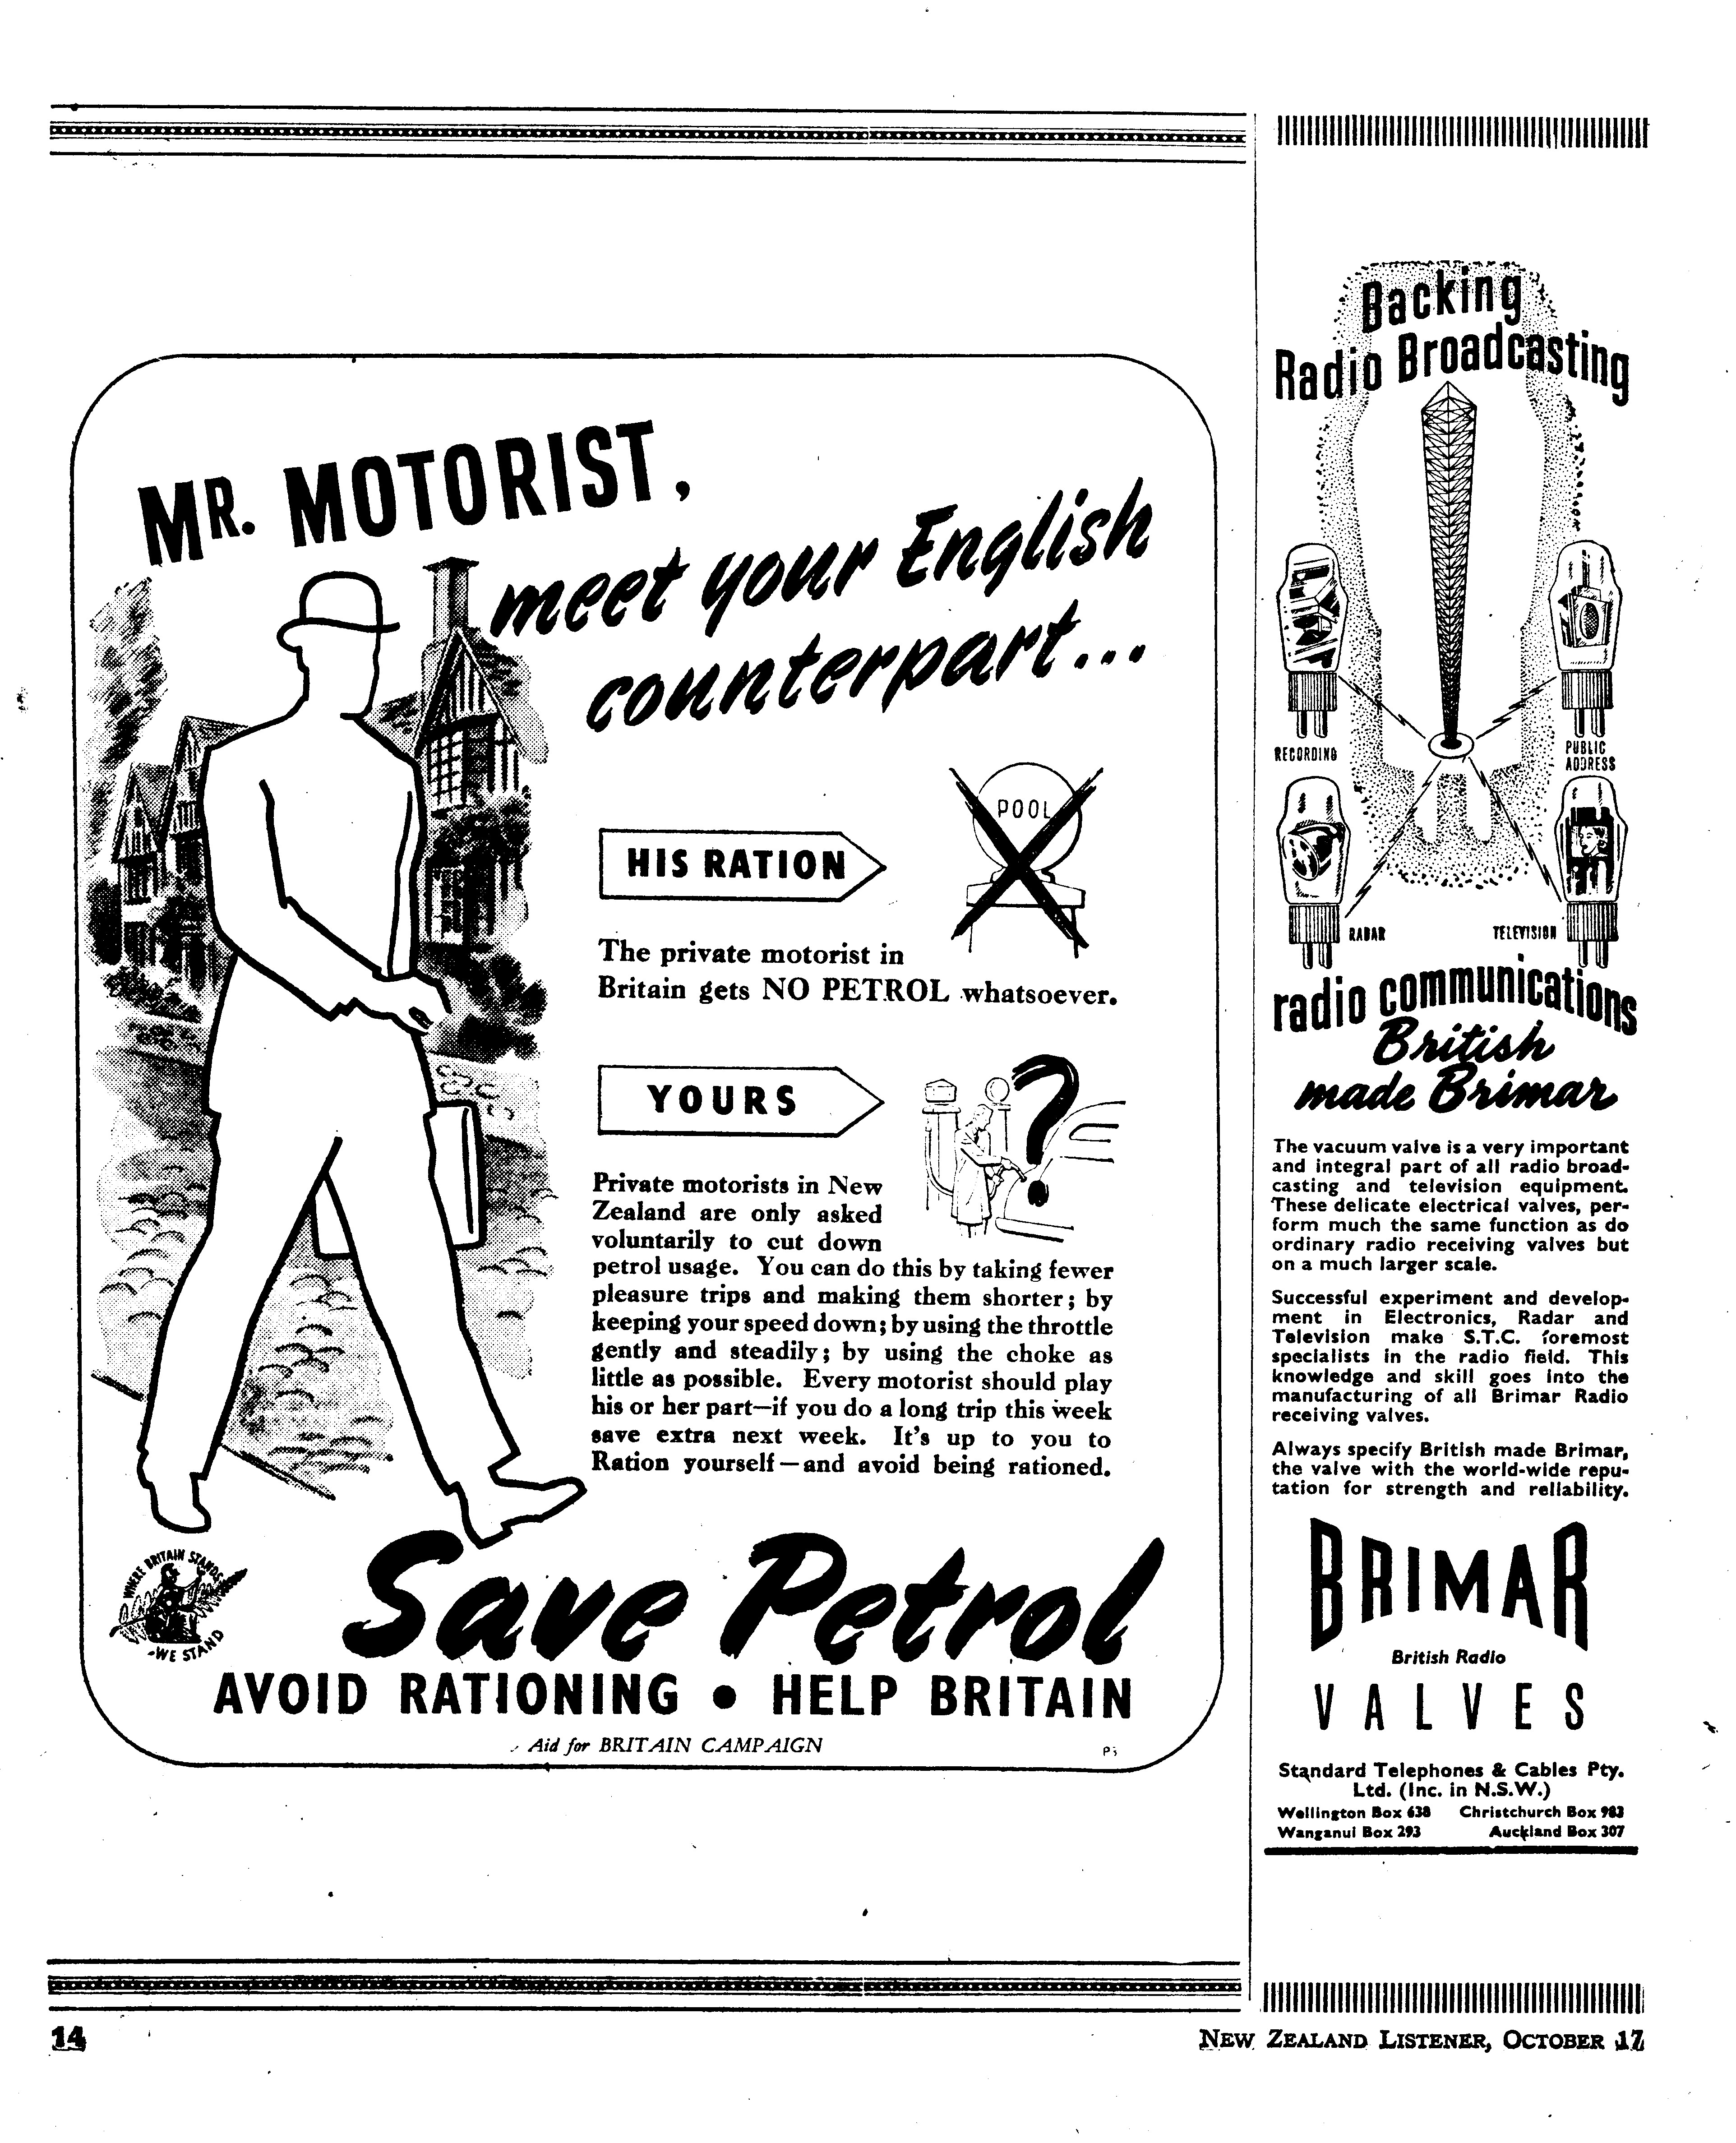 MR. MOTORIST,
meet your English
counterpart...
POOL
HIS RATION
The private motorist in
Britain gets NO PETROL whatsoever.
YOURS
?
Private motorists in New
Zealand are only asked
voluntarily to cut down
petrol usage. You can do this by taking fewer
pleasure trips and making them shorter; by
keeping your speed down; by using the throttle
gently and steadily; by using the choke as
little as possible. Every motorist should play
his or her part—if you do a long trip this week
save extra next week. It's up to you to
Ration yourself—and avoid being rationed.
WHERE BRITAIN STANDS
WE STAND
Save Petrol
AVOID RATIONING • HELP BRITAIN
Aid for BRITAIN CAMPAIGN
Backing
Radio Broadcasting
RECORDING
PUBLIC
ADDRESS
RADAR
TELEVISION
radio communications
British
made Brimar
The vacuum valve is a very important
and integral part of all radio broad-
casting and television equipment.
These delicate electrical valves, per-
form much the same function as do
ordinary radio receiving valves but
on a much larger scale.
Successful experiment and develop-
ment in Electronics, Radar and
Television make S.T.C. foremost
specialists in the radio field. This
knowledge and skill goes into the
manufacturing of all Brimar Radio
receiving valves.
Always specify British made Brimar,
the valve with the world-wide repu-
tation for strength and reliability.
BRIMAR
British Radio
VALVES
Standard Telephones & Cables Pty.
Ltd. (Inc. in N.S.W.)
Wellington Box 638 Christchurch Box 983
Wanganui Box 293 Auckland Box 307
14
NEW ZEALAND LISTENER, OCTOBER 17